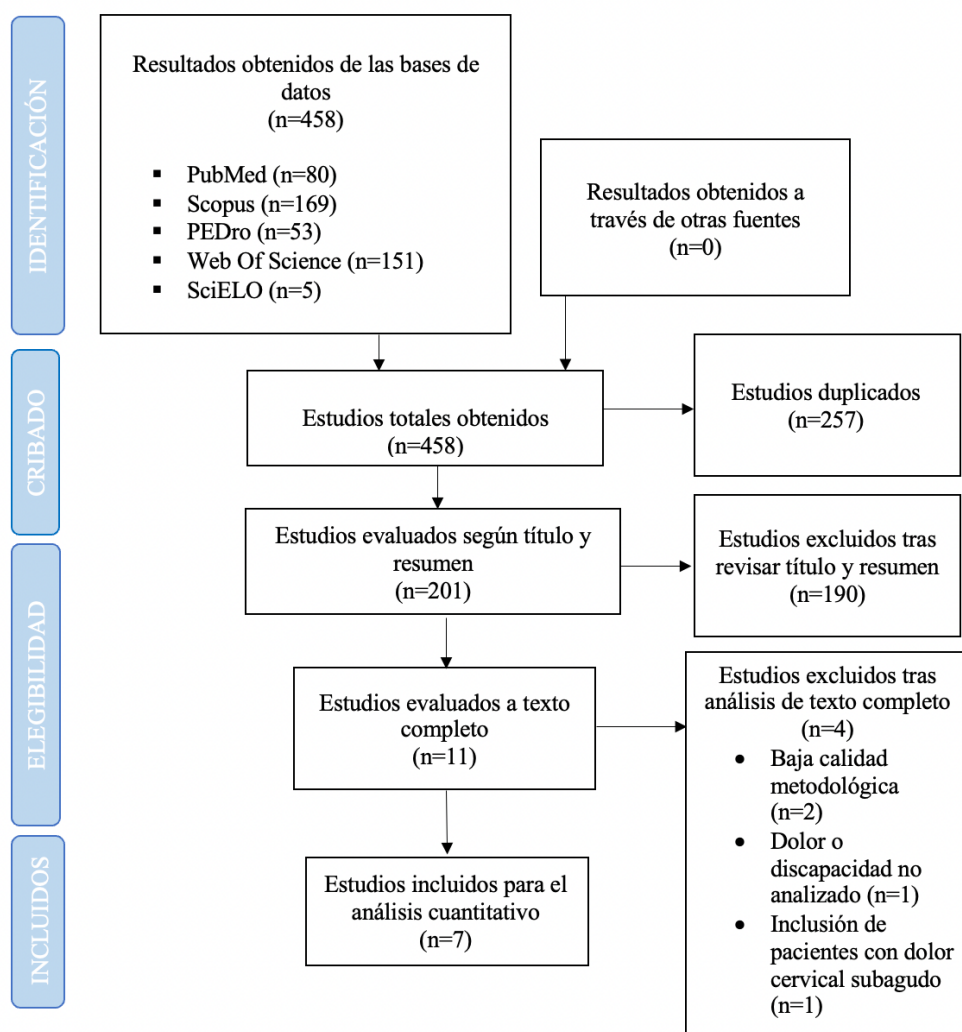 IDENTIFICACIÓN
Resultados obtenidos de las bases de
datos
(n=458)
▪ PubMed (n=80)
▪ Scopus (n=169)
▪ PEDro (n=53)
▪ Web Of Science (n=151)
▪ SciELO (n=5)
Resultados obtenidos a
través de otras fuentes
(n=0)
CRIBADO
Estudios totales obtenidos
(n=458)
Estudios duplicados
(n=257)
Estudios evaluados según título y
resumen
(n=201)
Estudios excluidos tras
revisar título y resumen
(n=190)
ELEGIBILIDAD
Estudios evaluados a texto
completo
(n=11)
Estudios excluidos tras
análisis de texto completo
(n=4)
• Baja calidad
metodológica
(n=2)
• Dolor o
discapacidad no
analizado (n=1)
• Inclusión de
pacientes con dolor
cervical subagudo
(n=1)
INCLUIDOS
Estudios incluidos para el
análisis cuantitativo
(n=7)